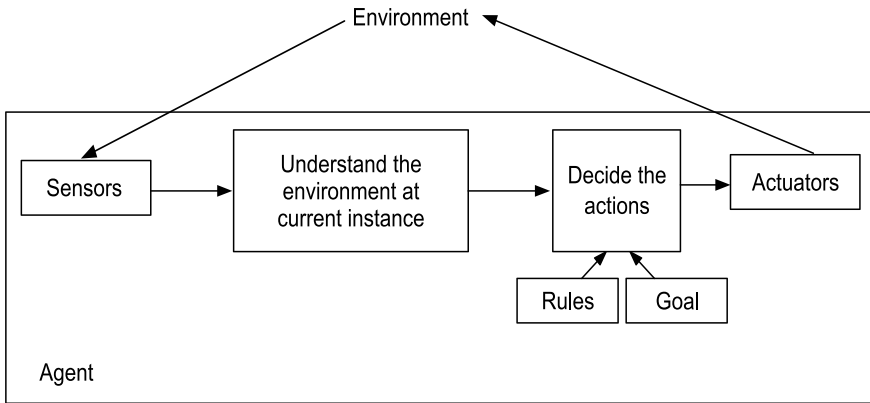 Environment
Sensors
Understand the
environment at
current instance
Decide the
actions
Actuators
Rules
Goal
Agent